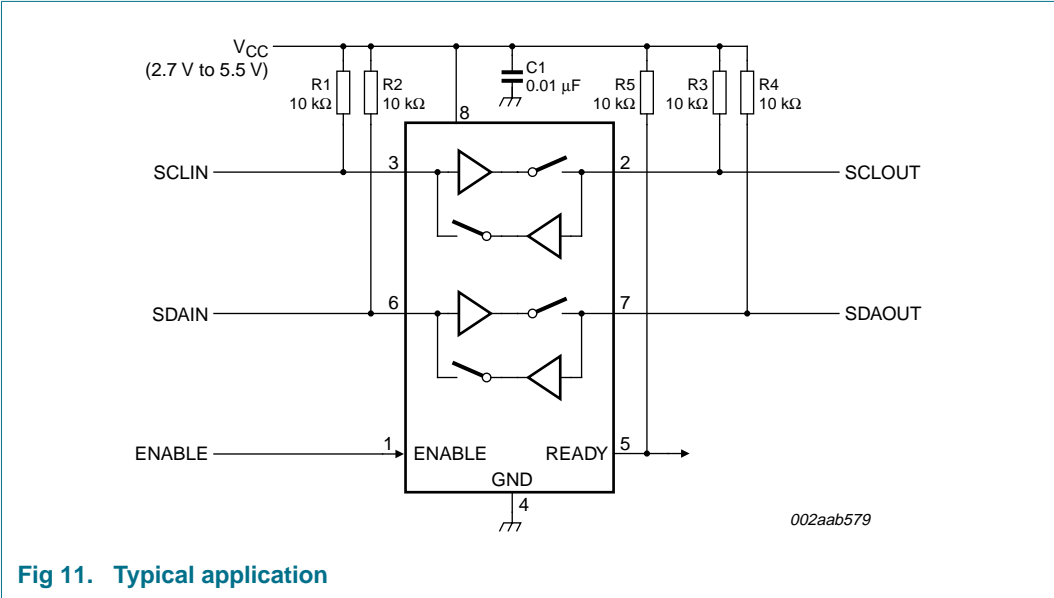 VCC
(2.7 V to 5.5 V)
R1
10 kΩ
R2
10 kΩ
C1
0.01 μF
R5
10 kΩ
R3
10 kΩ
R4
10 kΩ
8
SCLIN
3
2
SCLOUT
SDAIN
6
7
SDAOUT
ENABLE
1
ENABLE
READY
5
GND
4
002aab579
Fig 11. Typical application